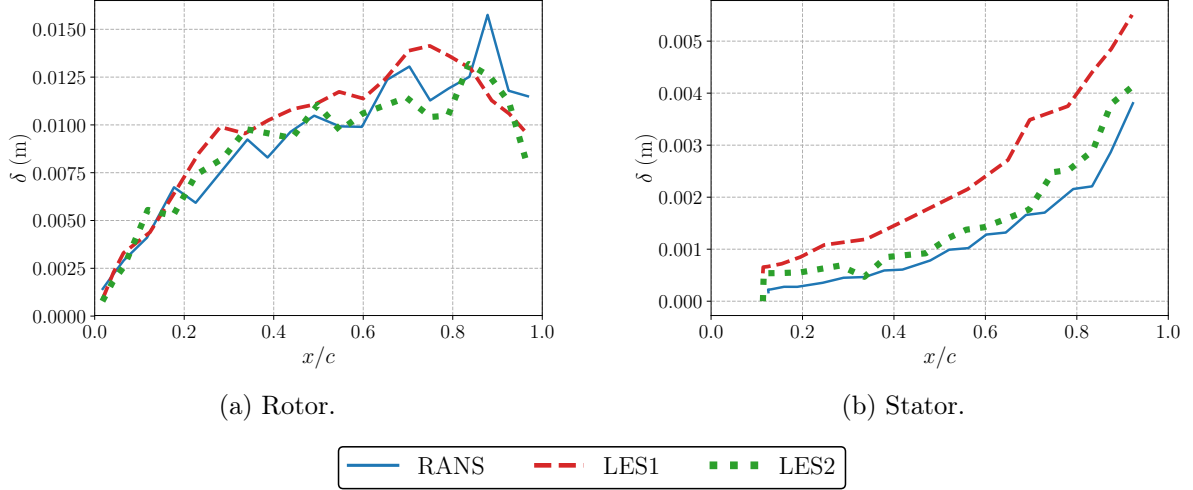 0.0150
0.0125
0.0100
0.0075
0.0050
0.0025
0.0000
δ (m)
0.0 0.2 0.4 0.6 0.8 1.0
x/c
(a) Rotor.
0.005
0.004
0.003
0.002
0.001
0.000
δ (m)
0.0 0.2 0.4 0.6 0.8 1.0
x/c
(b) Stator.
RANS LES1 LES2